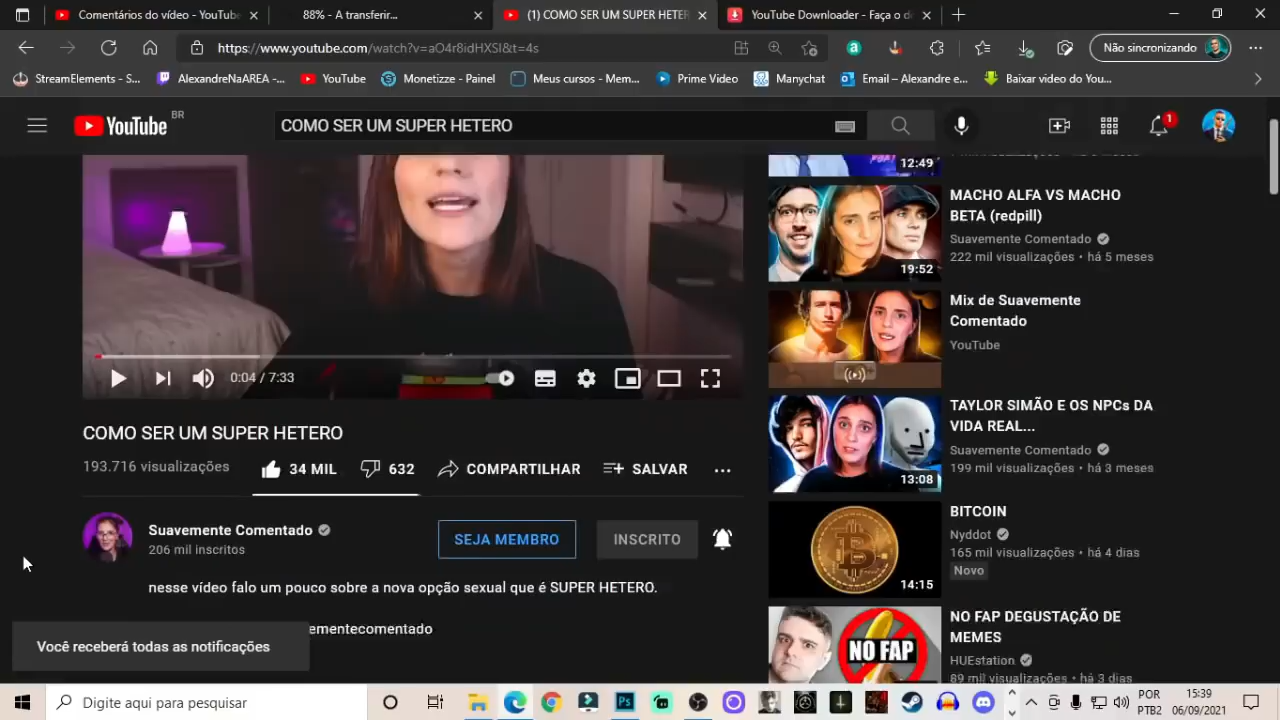 Comentários do vídeo - YouTube
88% - A transferir...
(1) COMO SER UM SUPER HETER
YouTube Downloader - Faça o d
https://www.youtube.com/watch?v=aO4r8idHXSI&t=4s
Não sincronizando
StreamElements - S...
AlexandreNaAREA -...
YouTube
Monetizze - Painel
Meus cursos - Mem...
Prime Video
Manychat
Email – Alexandre e...
Baixar video do You...
YouTube BR
COMO SER UM SUPER HETERO
1
12:49
MACHO ALFA VS MACHO
BETA (redpill)
Suavemente Comentado
222 mil visualizações • há 5 meses
19:52
Mix de Suavemente
Comentado
YouTube
0:04 / 7:33
TAYLOR SIMÃO E OS NPCs DA
VIDA REAL...
Suavemente Comentado
199 mil visualizações • há 3 meses
13:08
COMO SER UM SUPER HETERO
193.716 visualizações
34 MIL
632
COMPARTILHAR
SALVAR
BITCOIN
Nyddot
165 mil visualizações • há 4 dias
Novo
14:15
Suavemente Comentado
206 mil inscritos
SEJA MEMBRO
INSCRITO
nesse vídeo falo um pouco sobre a nova opção sexual que é SUPER HETERO.
ementecomentado
Você receberá todas as notificações
NO FAP DEGUSTAÇÃO DE
MEMES
HUEstation
89 mil visualizações • há 3 dias
NO FAP
Digite aqui para pesquisar
Ps
POR
PTB2
15:39
06/09/2021